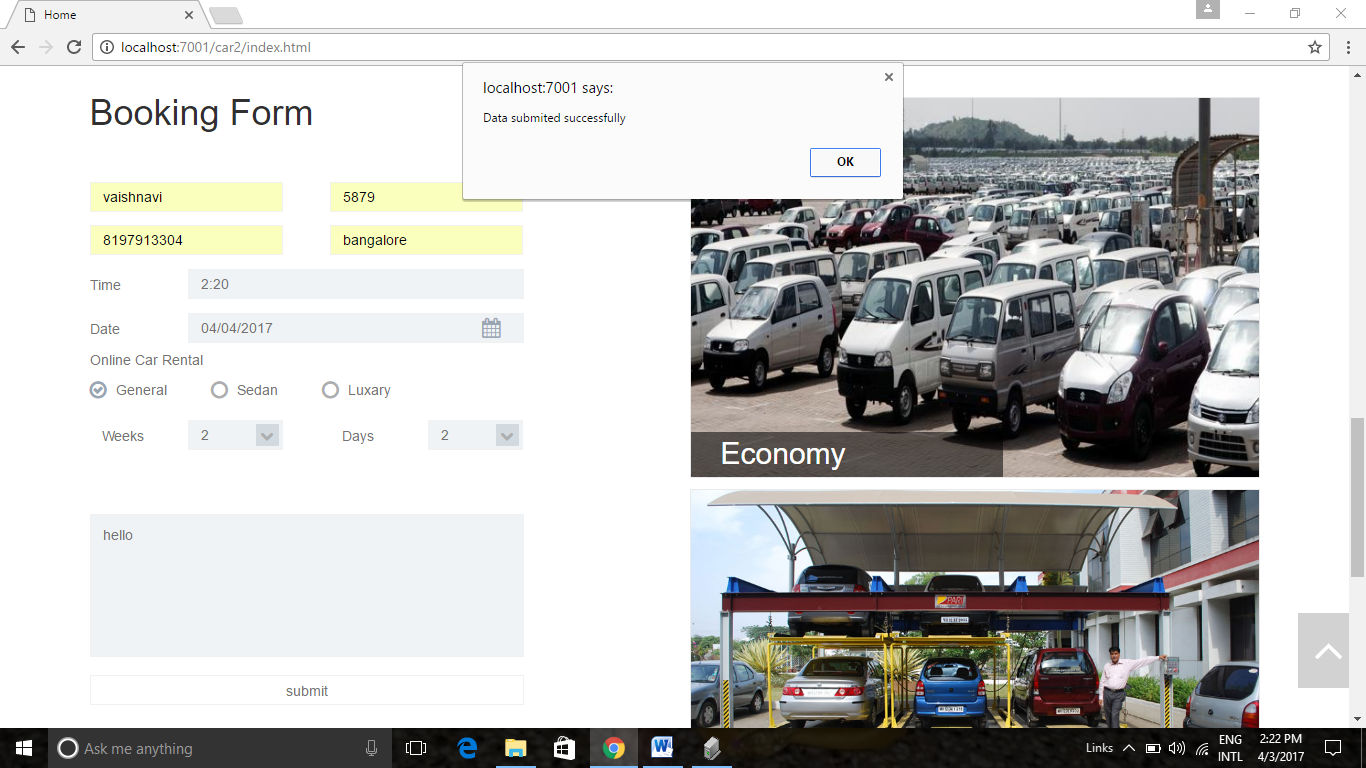 Home
localhost:7001/car2/index.html
localhost:7001 says:
Data submited successfully
OK
Booking Form
vaishnavi
5879
8197913304
bangalore
Time
2:20
Date
04/04/2017
Online Car Rental
General
Sedan
Luxary
Weeks
2
Days
2
hello
submit
Economy
PARI
Ask me anything
Links
ENG
INTL
2:22 PM
4/3/2017